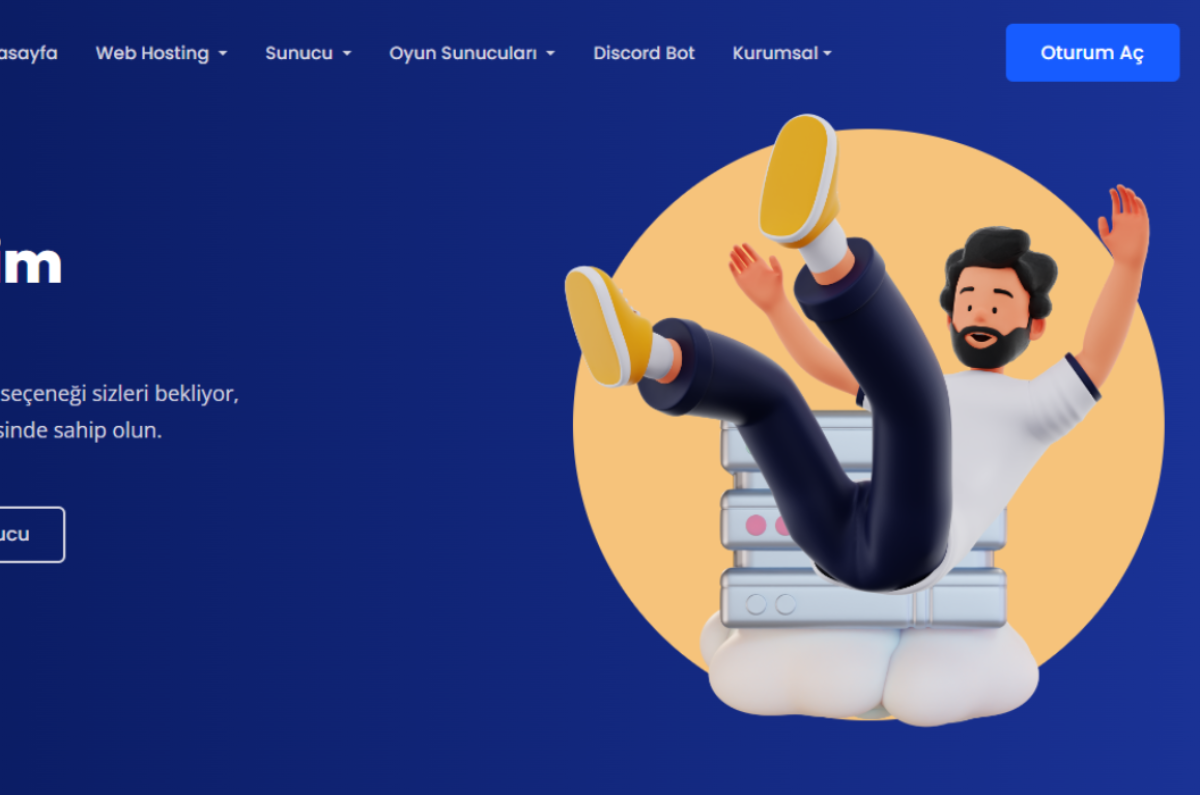 asayfa Web Hosting Sunucu Oyun Sunucuları Discord Bot Kurumsal Oturum Aç
im
seçeneği sizleri bekliyor,
sinde sahip olun.
ucu